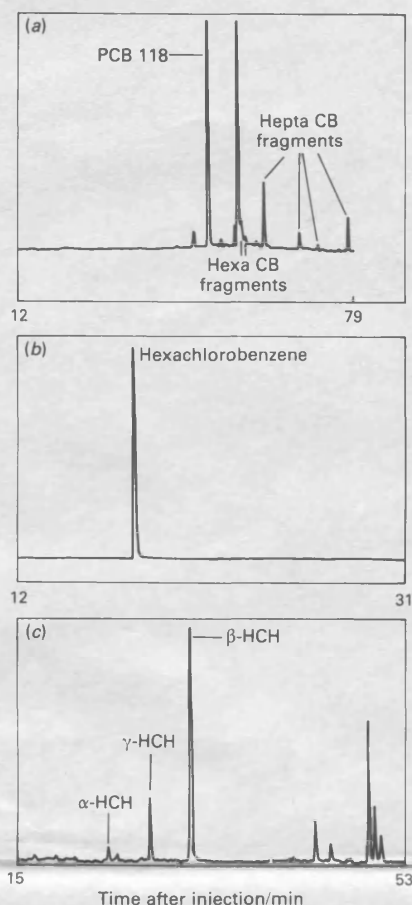 (a)
PCB 118
Hepta CB
fragments
Hexa CB
fragments
12 79
(b)
Hexachlorobenzene
12 31
(c)
β-HCH
γ-HCH
α-HCH
15 53
Time after injection/min